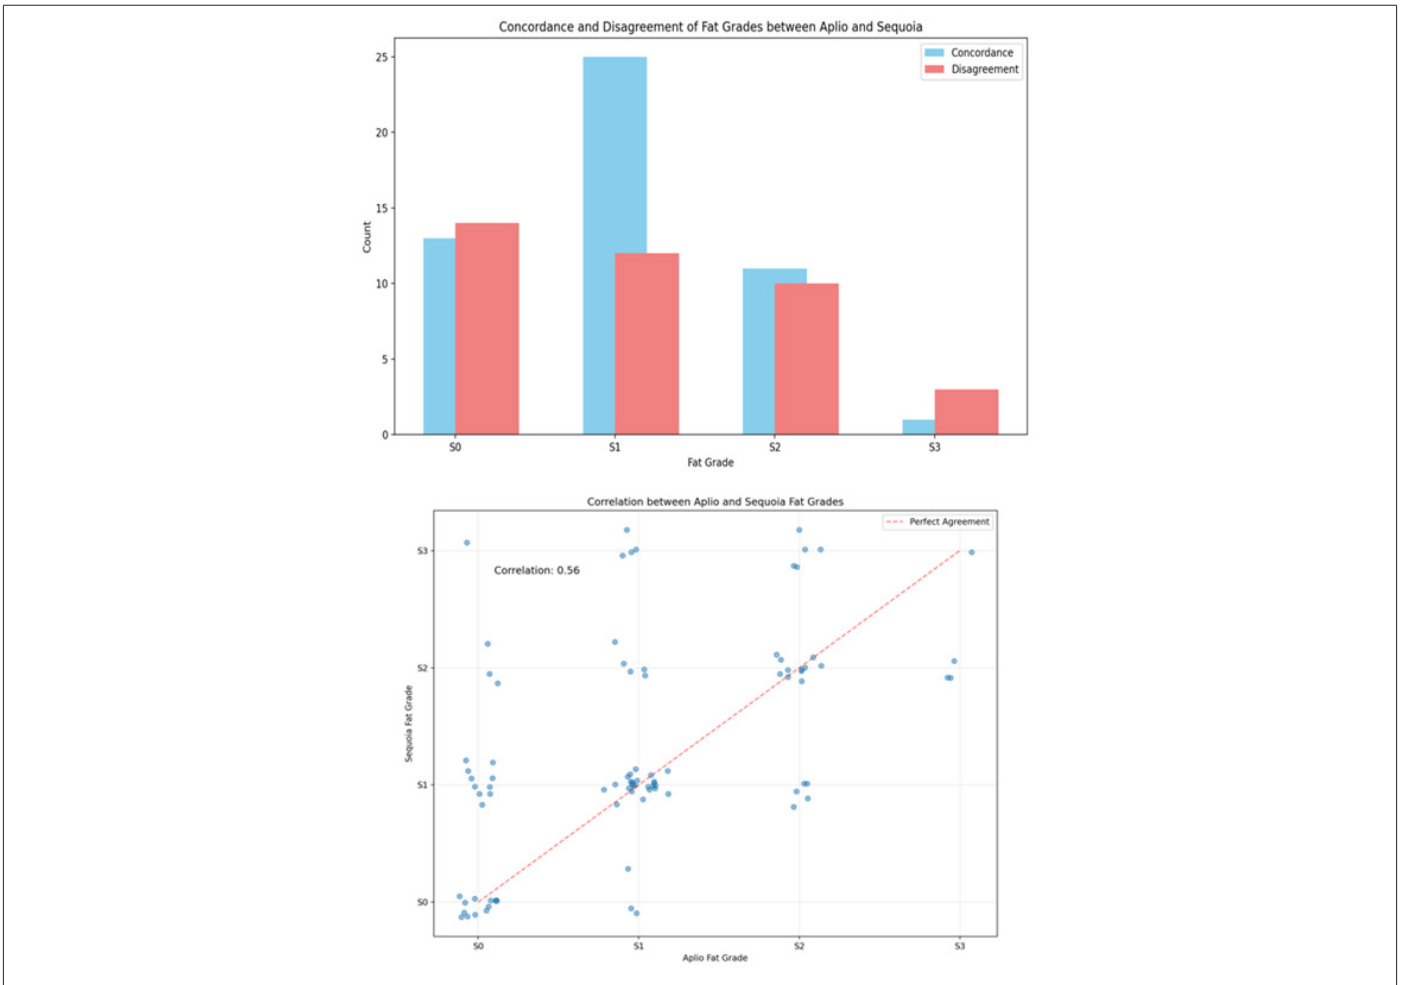 Concordance and Disagreement of Fat Grades between Aplio and Sequoia
Concordance
Disagreement
25
20
15
10
5
0
Count
S0 S1 S2 S3
Fat Grade
Correlation between Aplio and Sequoia Fat Grades
Perfect Agreement
Correlation: 0.56
S3
S2
S1
S0
Sequoia Fat Grade
S0 S1 S2 S3
Aplio Fat Grade